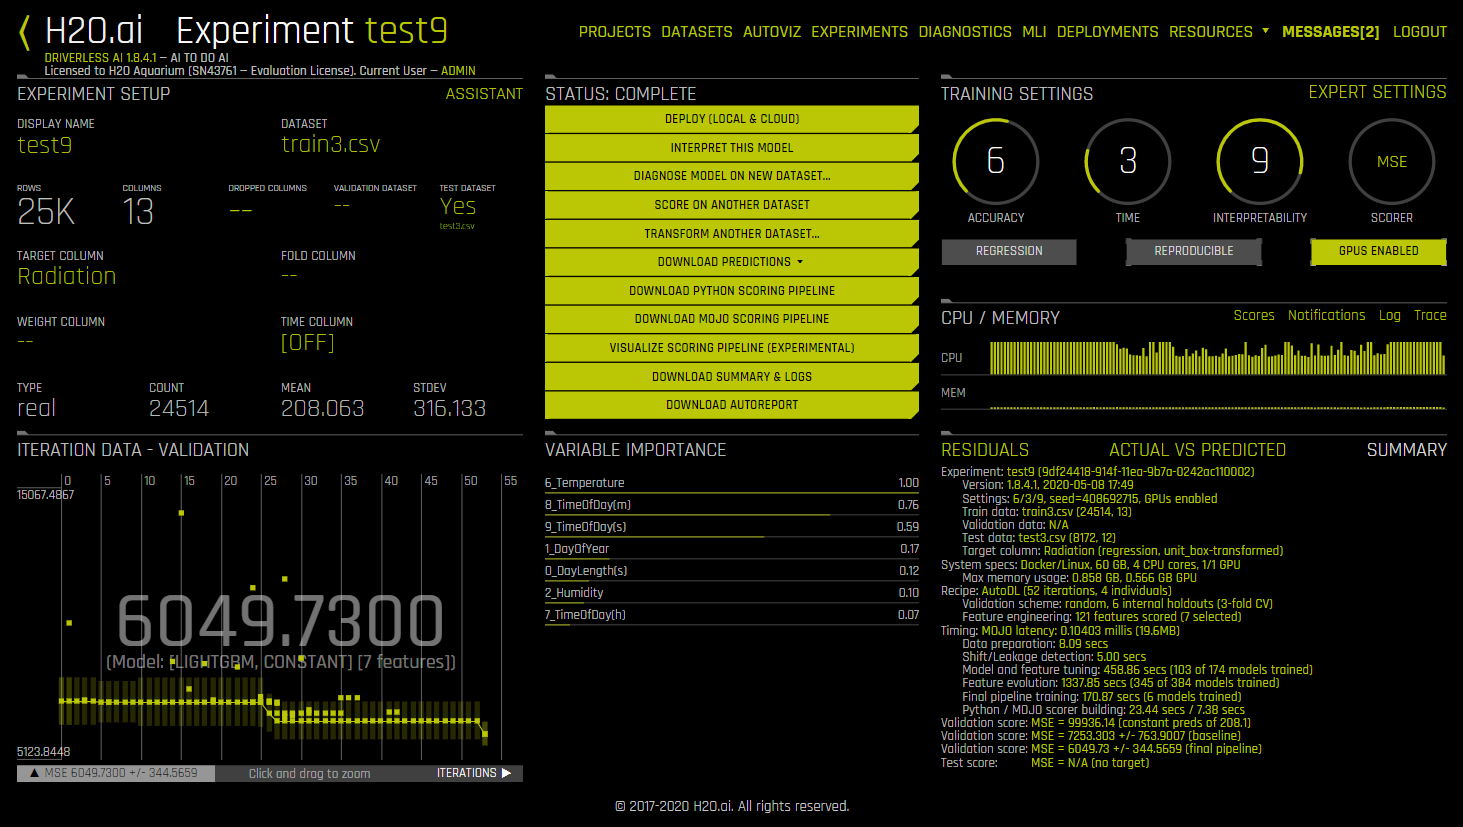 H2O.ai Experiment test9
DRIVERLESS AI 1.8.4.1 – AI TO DO AI
Licensed to H2O Aquarium (SN43761 – Evaluation License). Current User – ADMIN
PROJECTS DATASETS AUTOVIZ EXPERIMENTS DIAGNOSTICS MLI DEPLOYMENTS RESOURCES MESSAGES[2] LOGOUT
EXPERIMENT SETUP ASSISTANT
DISPLAY NAME DATASET
test9 train3.csv
ROWS COLUMNS DROPPED COLUMNS VALIDATION DATASET TEST DATASET
25K 13 -- -- Yes
test3.csv
TARGET COLUMN FOLD COLUMN
Radiation --
WEIGHT COLUMN TIME COLUMN
-- [OFF]
TYPE COUNT MEAN STDEV
real 24514 208.063 316.133
STATUS: COMPLETE
DEPLOY (LOCAL & CLOUD)
INTERPRET THIS MODEL
DIAGNOSE MODEL ON NEW DATASET...
SCORE ON ANOTHER DATASET
TRANSFORM ANOTHER DATASET...
DOWNLOAD PREDICTIONS
DOWNLOAD PYTHON SCORING PIPELINE
DOWNLOAD MOJO SCORING PIPELINE
VISUALIZE SCORING PIPELINE (EXPERIMENTAL)
DOWNLOAD SUMMARY & LOGS
DOWNLOAD AUTOREPORT
TRAINING SETTINGS EXPERT SETTINGS
6 3 9 MSE
ACCURACY TIME INTERPRETABILITY SCORER
REGRESSION REPRODUCIBLE GPUS ENABLED
CPU / MEMORY Scores Notifications Log Trace
CPU
MEM
ITERATION DATA - VALIDATION
0 5 10 15 20 25 30 35 40 45 50 55
15067.4867
6049.7300
(Model: [LIGHTGBM, CONSTANT] [7 features])
5123.8448
▲ MSE 6049.7300 +/- 344.5659 Click and drag to zoom ITERATIONS ▶
VARIABLE IMPORTANCE
6_Temperature 1.00
8_TimeOfDay(m) 0.76
9_TimeOfDay(s) 0.59
1_DayOfYear 0.17
0_DayLength(s) 0.12
2_Humidity 0.10
7_TimeOfDay(h) 0.07
RESIDUALS ACTUAL VS PREDICTED SUMMARY
Experiment: test9 (9df24418-914f-11ea-9b7a-0242ac110002)
Version: 1.8.4.1, 2020-05-08 17:49
Settings: 6/3/9, seed=408692715, GPUs enabled
Train data: train3.csv (24514, 13)
Validation data: N/A
Test data: test3.csv (8172, 12)
Target column: Radiation (regression, unit_box-transformed)
System specs: Docker/Linux, 60 GB, 4 CPU cores, 1/1 GPU
Max memory usage: 0.858 GB, 0.566 GB GPU
Recipe: AutoDL (52 iterations, 4 individuals)
Validation scheme: random, 6 internal holdouts (3-fold CV)
Feature engineering: 121 features scored (7 selected)
Timing: MOJO latency: 0.10403 millis (19.6MB)
Data preparation: 8.09 secs
Shift/Leakage detection: 5.00 secs
Model and feature tuning: 458.86 secs (103 of 174 models trained)
Feature evolution: 1337.85 secs (345 of 384 models trained)
Final pipeline training: 170.87 secs (6 models trained)
Python / MOJO scorer building: 23.44 secs / 7.38 secs
Validation score: MSE = 99936.14 (constant preds of 208.1)
Validation score: MSE = 7253.303 +/- 763.9007 (baseline)
Validation score: MSE = 6049.73 +/- 344.5659 (final pipeline)
Test score: MSE = N/A (no target)
© 2017-2020 H2O.ai. All rights reserved.